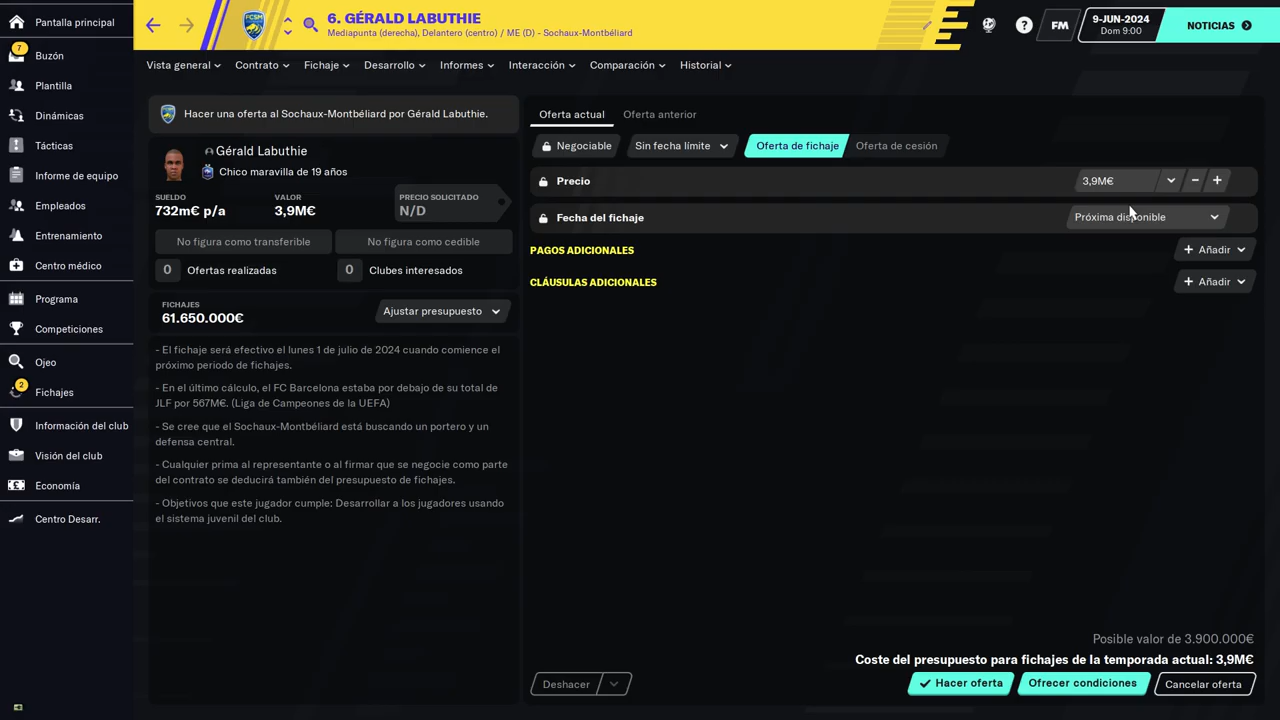 Pantalla principal
7
Buzón
Plantilla
Dinámicas
Tácticas
Informe de equipo
Empleados
Entrenamiento
Centro médico
Programa
Competiciones
Ojeo
2
Fichajes
Información del club
Visión del club
Economía
Centro Desarr.
FCSM
6. GÉRALD LABUTHIE
Mediapunta (derecha), Delantero (centro) / ME (D) - Sochaux-Montbéliard
?
FM
9-JUN-2024
Dom 9:00
NOTICIAS
Vista general
Contrato
Fichaje
Desarrollo
Informes
Interacción
Comparación
Historial
Hacer una oferta al Sochaux-Montbéliard por Gérald Labuthie.
Gérald Labuthie
Chico maravilla de 19 años
SUELDO
732m€ p/a
VALOR
3,9M€
PRECIO SOLICITADO
N/D
No figura como transferible
No figura como cedible
0 Ofertas realizadas
0 Clubes interesados
FICHAJES
61.650.000€
Ajustar presupuesto
- El fichaje será efectivo el lunes 1 de julio de 2024 cuando comience el
próximo periodo de fichajes.
- En el último cálculo, el FC Barcelona estaba por debajo de su total de
JLF por 567M€. (Liga de Campeones de la UEFA)
- Se cree que el Sochaux-Montbéliard está buscando un portero y un
defensa central.
- Cualquier prima al representante o al firmar que se negocie como parte
del contrato se deducirá también del presupuesto de fichajes.
- Objetivos que este jugador cumple: Desarrollar a los jugadores usando
el sistema juvenil del club.
Oferta actual
Oferta anterior
Negociable
Sin fecha límite
Oferta de fichaje
Oferta de cesión
Precio
3,9M€
Fecha del fichaje
Próxima disponible
PAGOS ADICIONALES
+ Añadir
CLÁUSULAS ADICIONALES
+ Añadir
Posible valor de 3.900.000€
Coste del presupuesto para fichajes de la temporada actual: 3,9M€
Deshacer
Hacer oferta
Ofrecer condiciones
Cancelar oferta